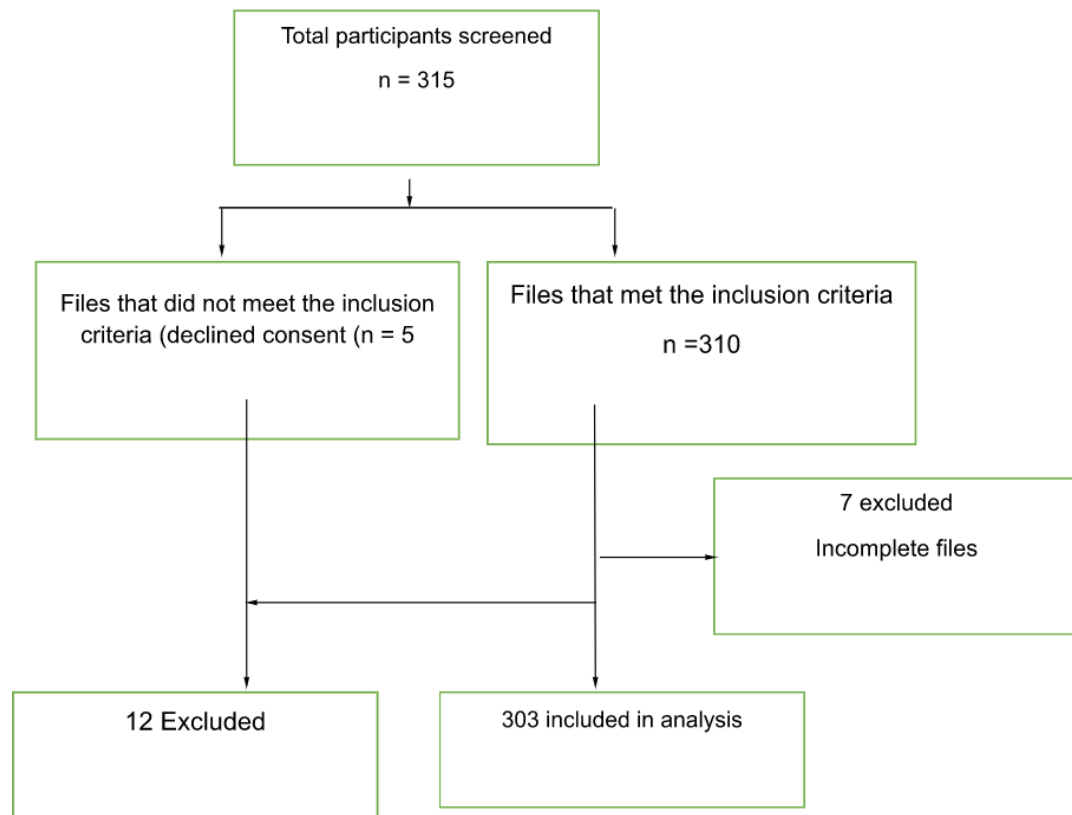 Total participants screened
n = 315
Files that did not meet the inclusion
criteria (declined consent (n = 5
Files that met the inclusion criteria
n =310
7 excluded
Incomplete files
12 Excluded
303 included in analysis